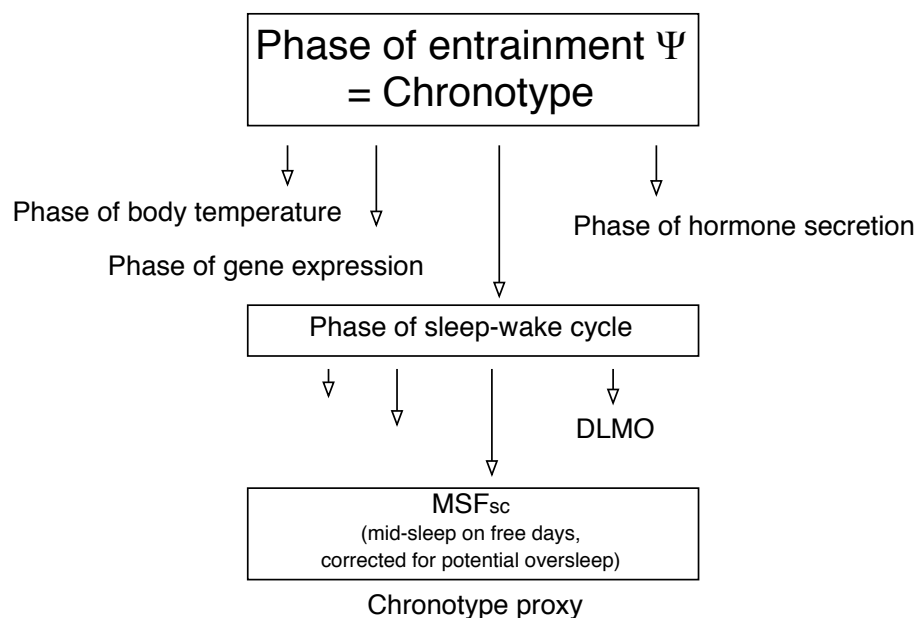 Phase of entrainment Ψ
= Chronotype
Phase of body temperature
Phase of hormone secretion
Phase of gene expression
Phase of sleep-wake cycle
DLMO
MSFsc
(mid-sleep on free days,
corrected for potential oversleep)
Chronotype proxy